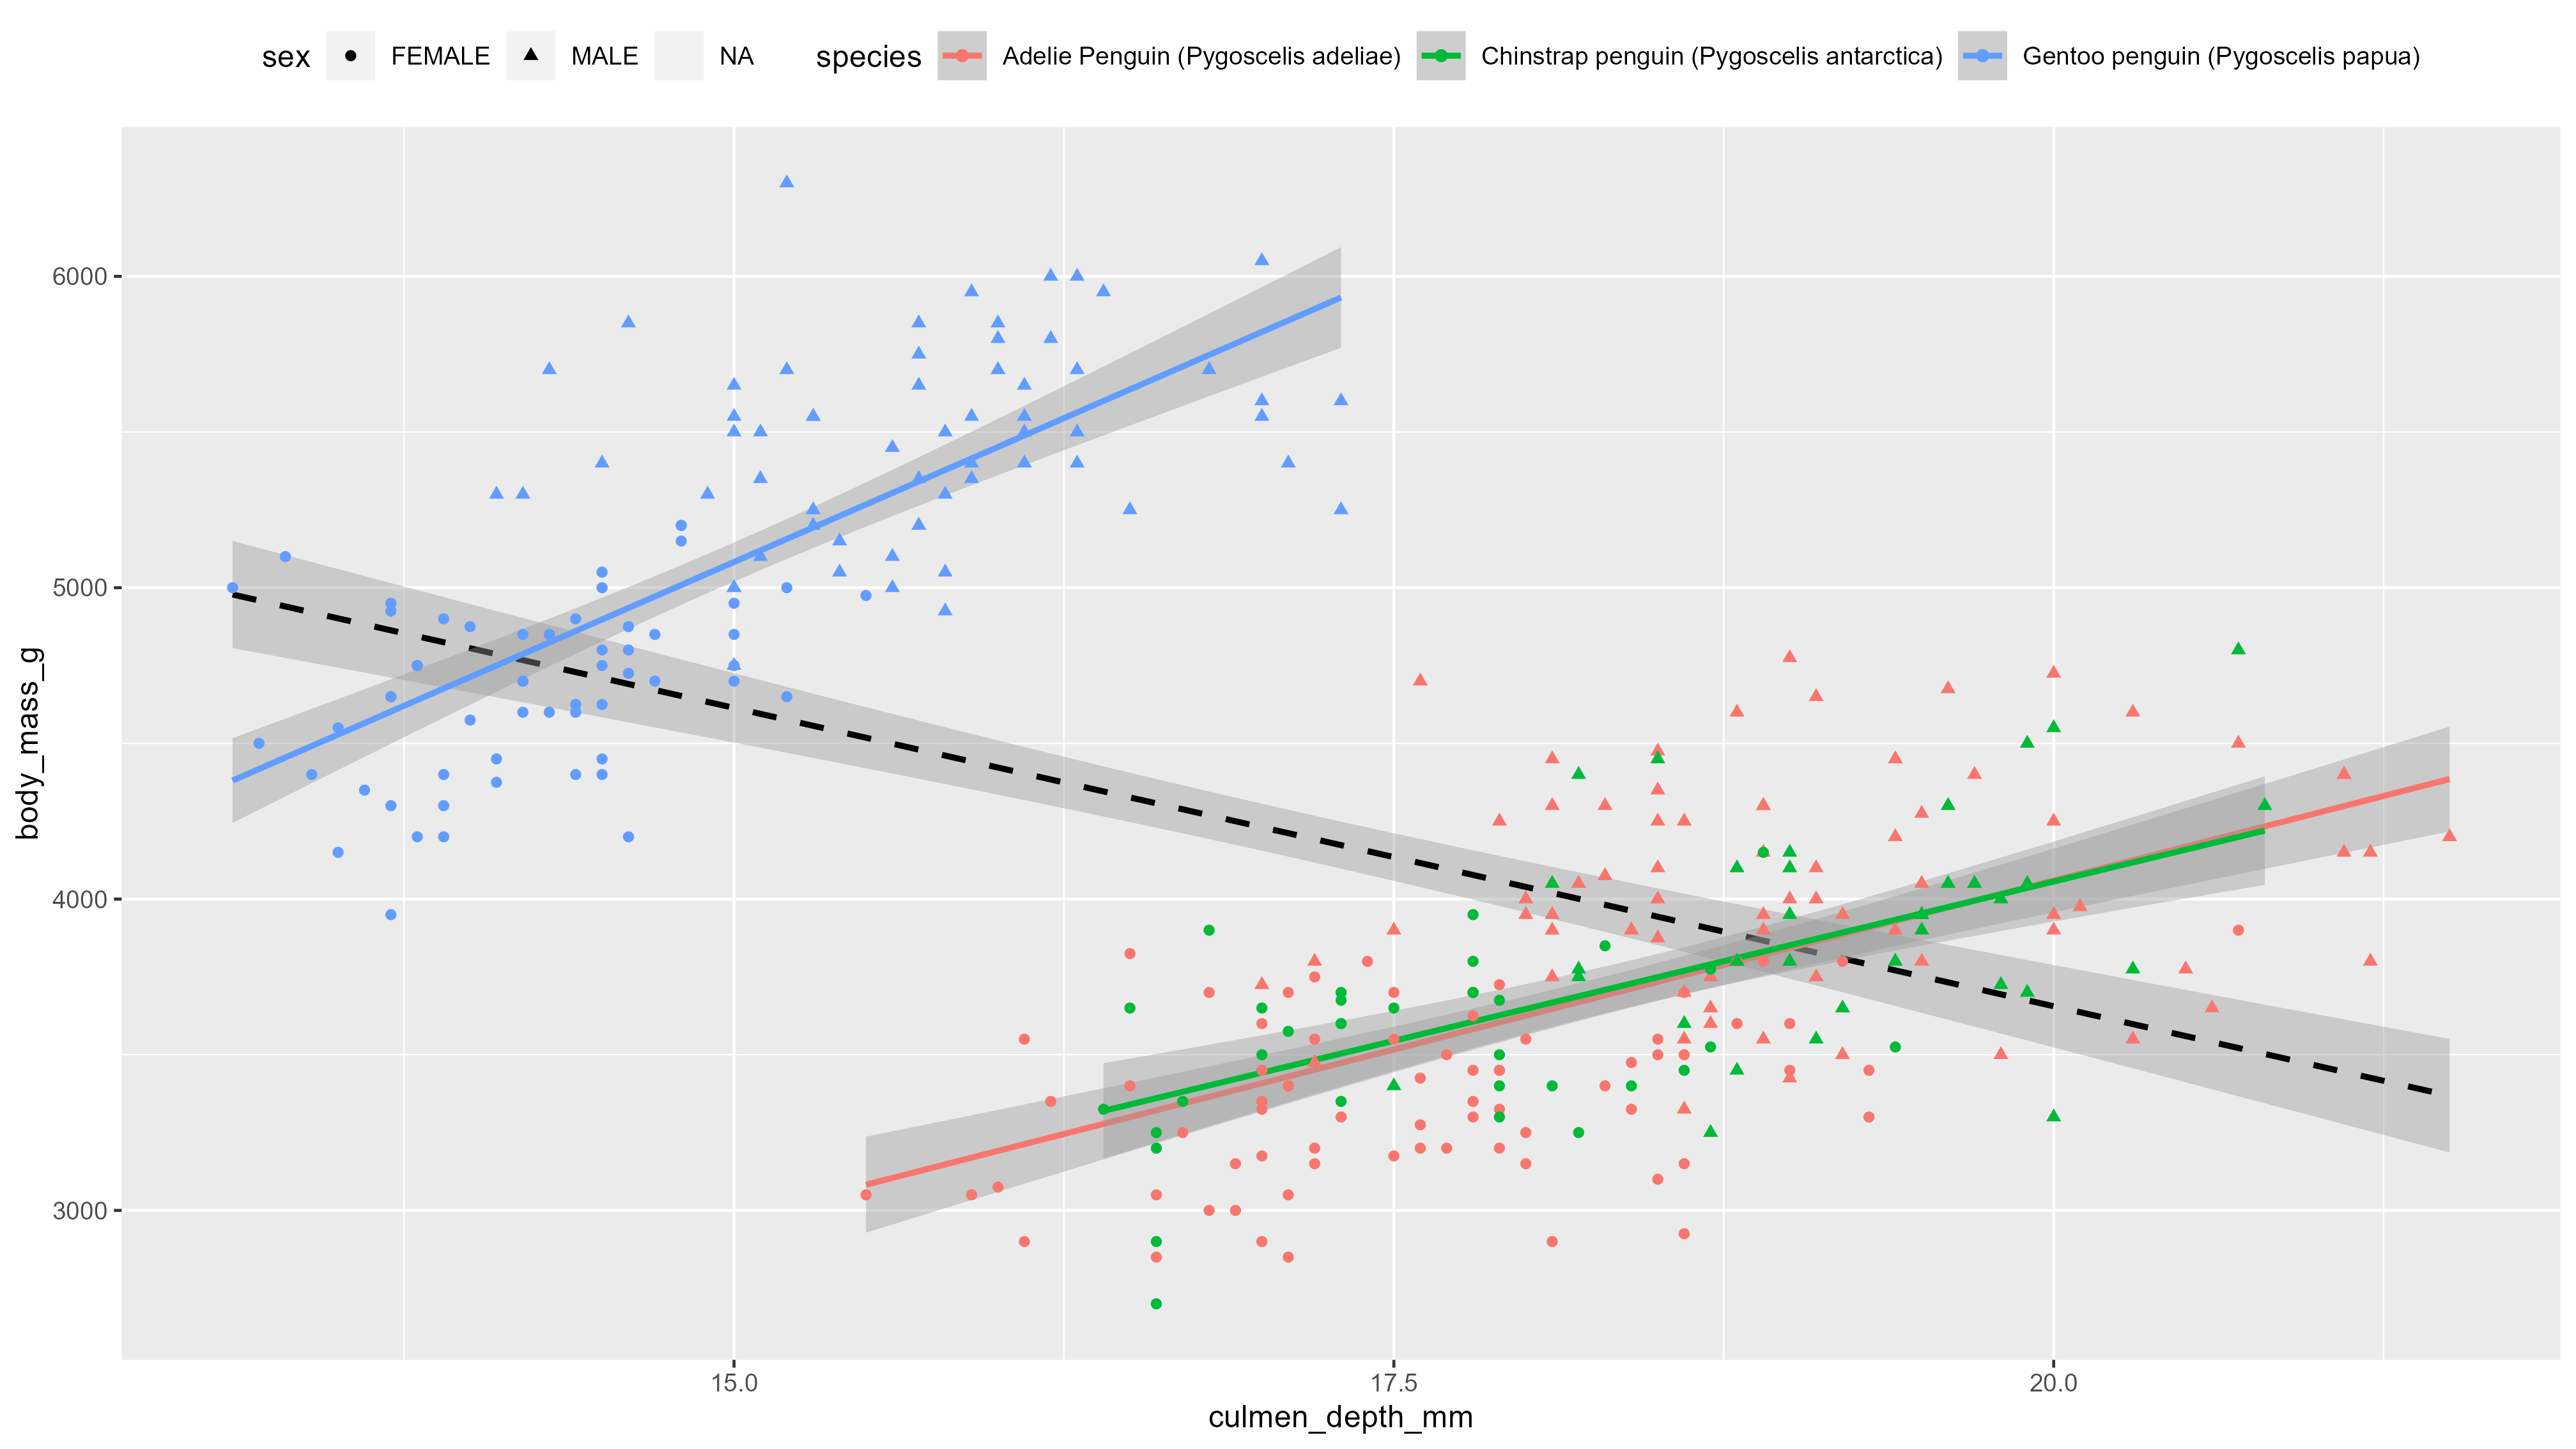 sex FEMALE MALE NA species Adelie Penguin (Pygoscelis adeliae) Chinstrap penguin (Pygoscelis antarctica) Gentoo penguin (Pygoscelis papua)
6000
5000
4000
3000
body_mass_g
15.0 17.5 20.0
culmen_depth_mm